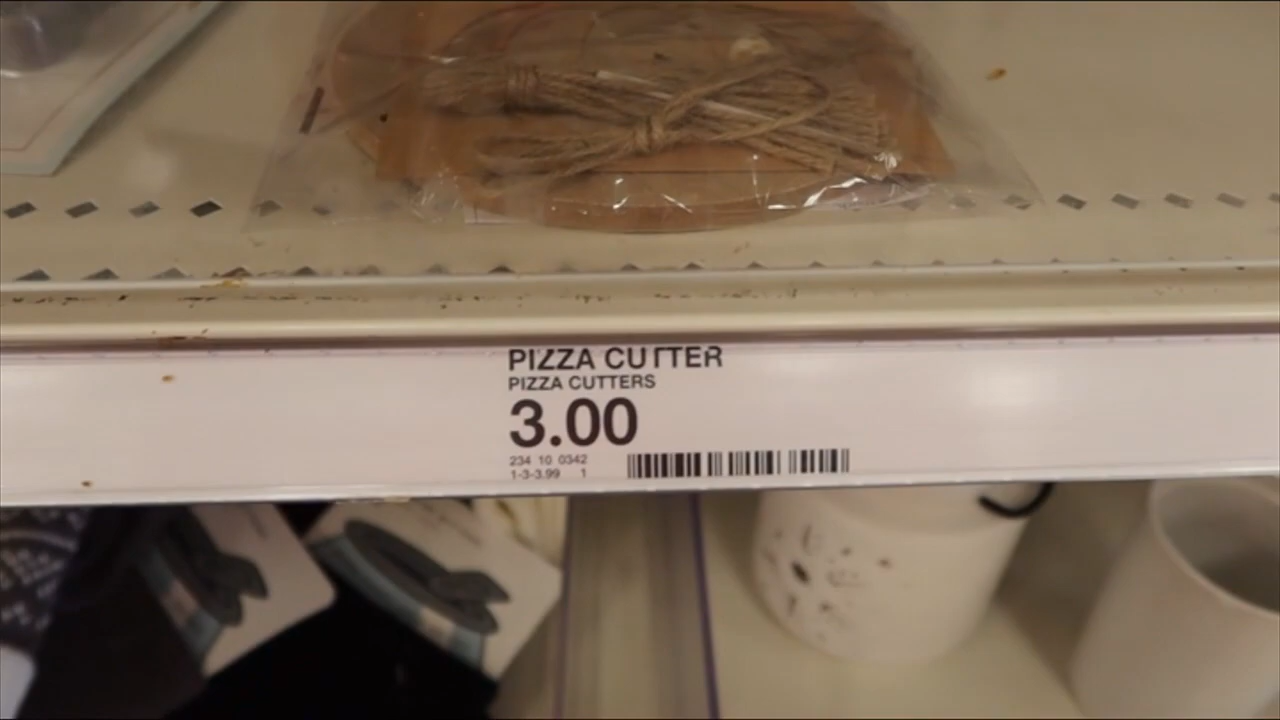 PIZZA CUTTER
PIZZA CUTTERS
3.00
234 10 0342
1-3-3.99 1